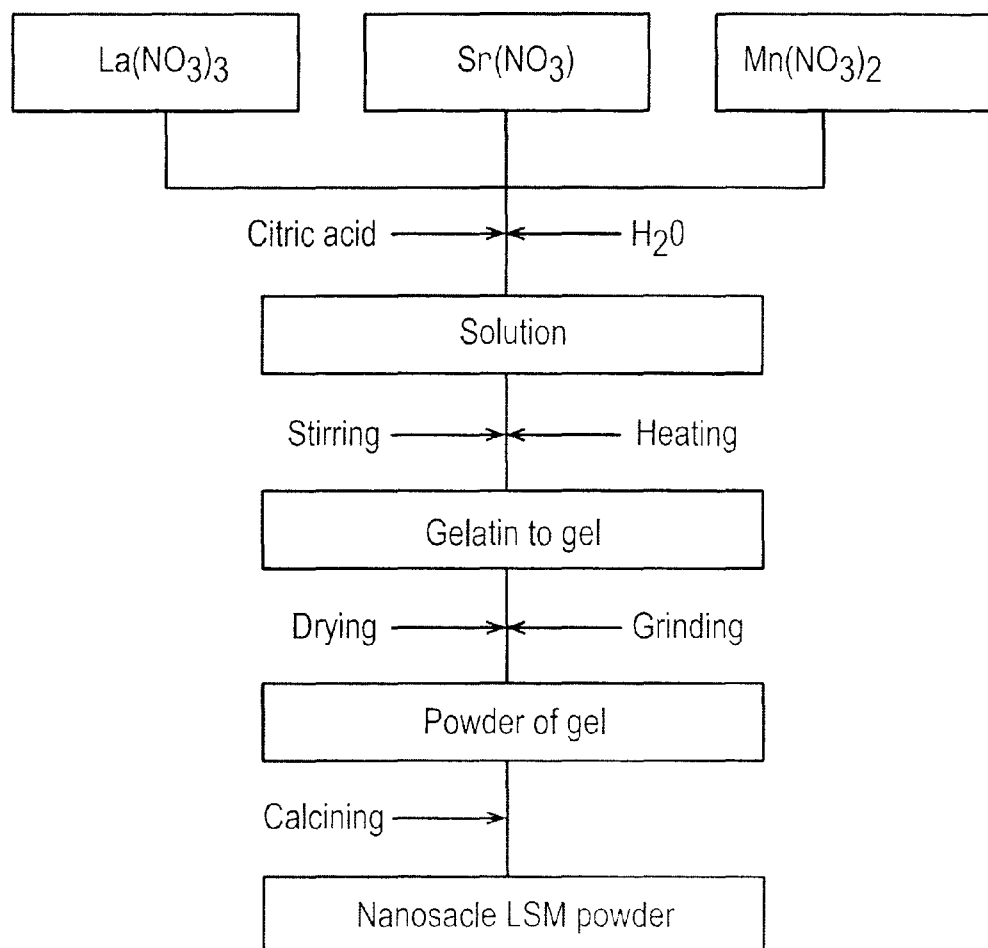 La(NO3)3
Sr(NO3)
Mn(NO3)2
Citric acid
H20
Solution
Stirring
Heating
Gelatin to gel
Drying
Grinding
Powder of gel
Calcining
Nanosacle LSM powder